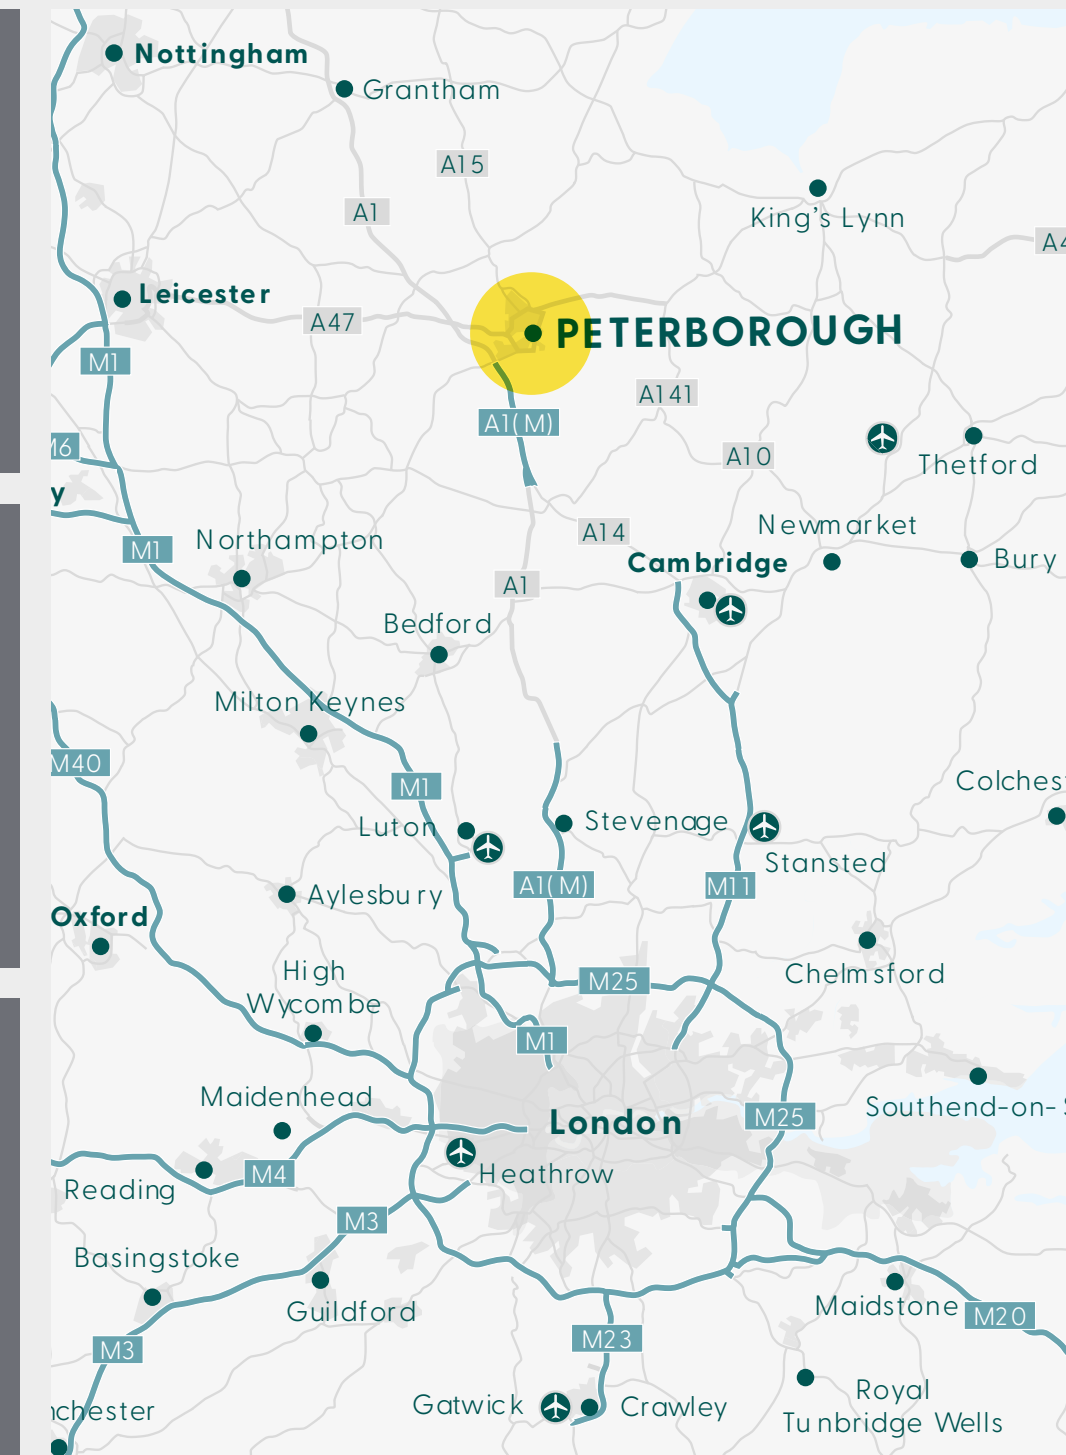 Nottingham
Grantham
A15
King's Lynn
A1
Leicester
A47
PETERBOROUGH
M1
A141
A1(M)
A10
Thetford
M1
Northampton
A14
Newmarket
Cambridge
Bury
A1
Bedford
Milton Keynes
M40
M1
Luton
Stevenage
Stansted
A1(M)
M11
Aylesbury
Oxford
High
Wycombe
M25
Chelmsford
M1
Maidenhead
London
M25
Southend-on-
Heathrow
M4
Reading
M3
Basingstoke
Guildford
Maidstone
M20
M23
M3
Gatwick
Crawley
Royal
Tunbridge Wells